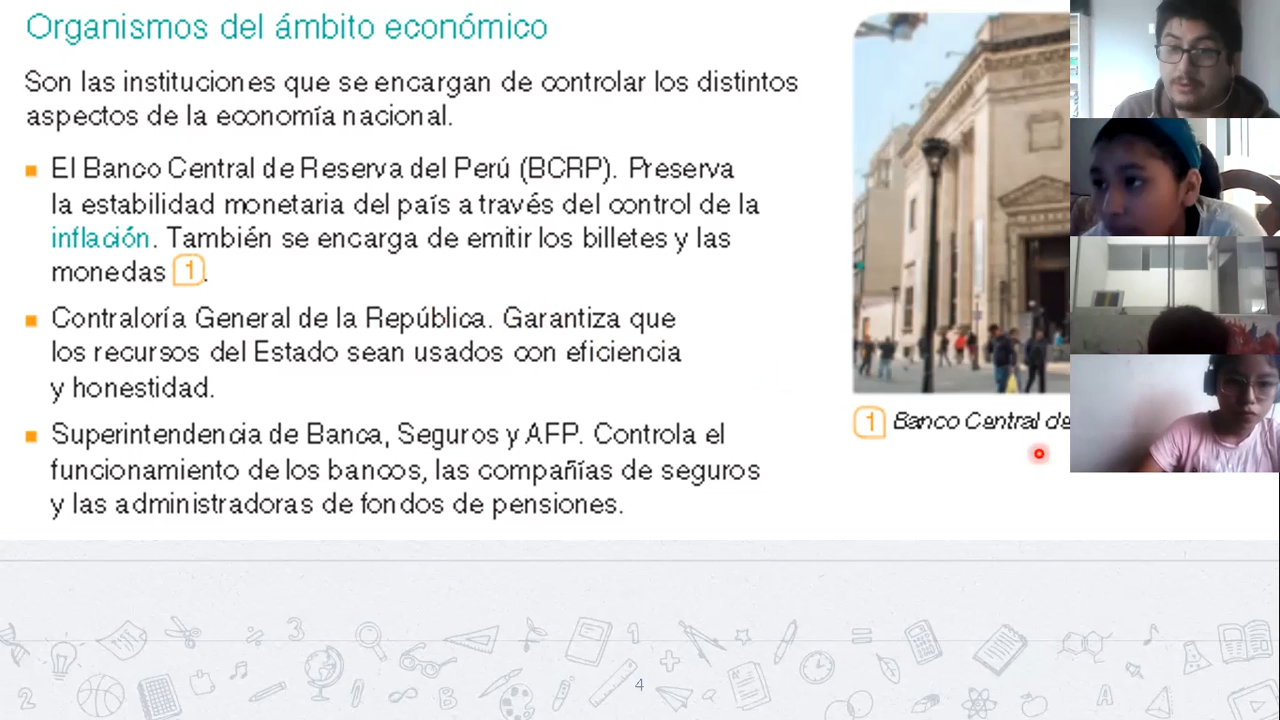 Organismos del ámbito económico
Son las instituciones que se encargan de controlar los distintos
aspectos de la economía nacional.
El Banco Central de Reserva del Perú (BCRP). Preserva
la estabilidad monetaria del país a través del control de la
inflación. También se encarga de emitir los billetes y las
monedas 1.
Contraloría General de la República. Garantiza que
los recursos del Estado sean usados con eficiencia
y honestidad.
Superintendencia de Banca, Seguros y AFP. Controla el
funcionamiento de los bancos, las compañías de seguros
y las administradoras de fondos de pensiones.
1 Banco Central de
4